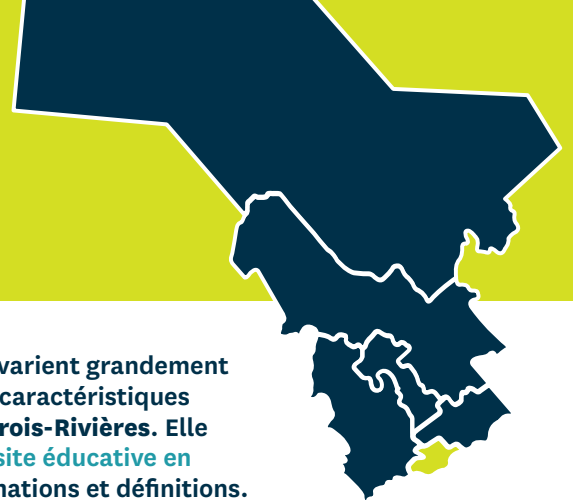 varient grandement
caractéristiques
rois-Rivières. Elle
site éducative en
nations et définitions.